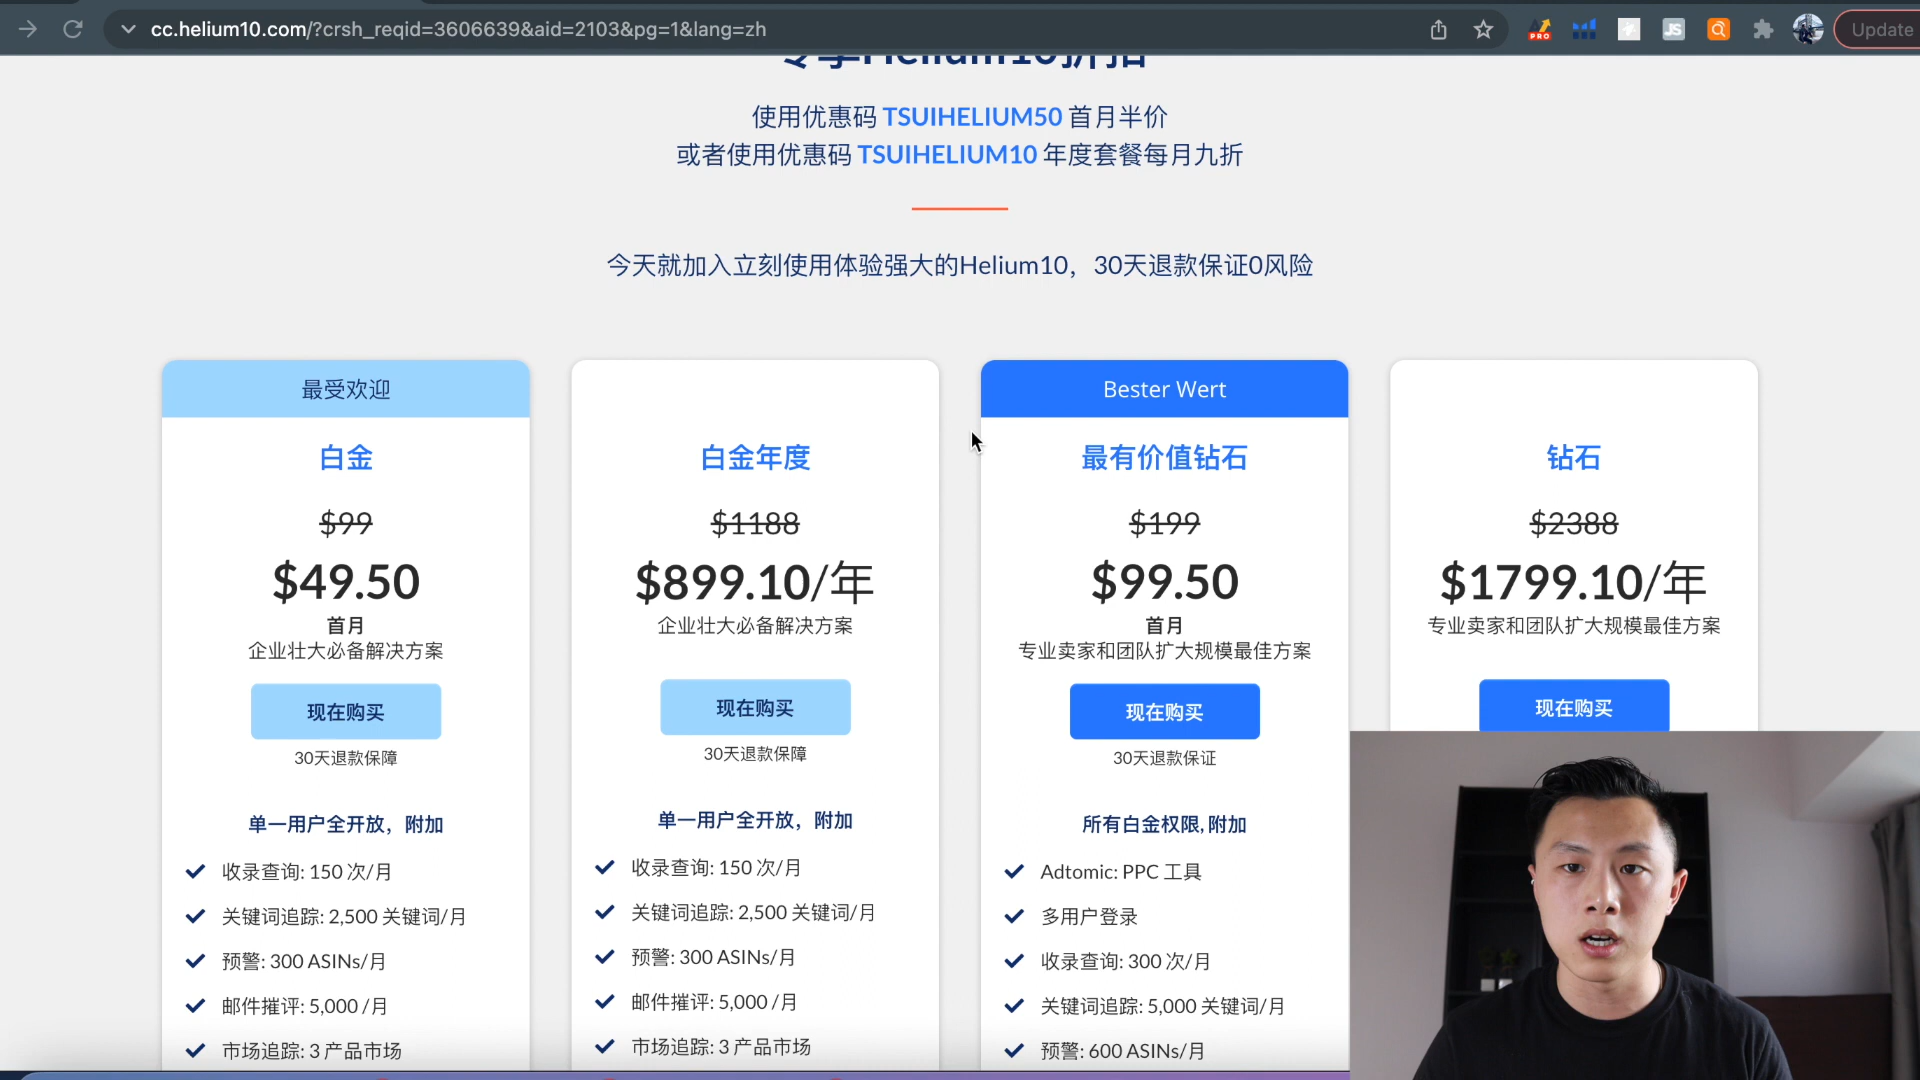 cc.helium10.com/?crsh_reqid=3606639&aid=2103&pg=1&lang=zh
PRO
JS
Update
专享Helium10折扣
使用优惠码 TSUIHELIUM50 首月半价
或者使用优惠码 TSUIHELIUM10 年度套餐每月九折
今天就加入立刻使用体验强大的Helium10，30天退款保证0风险
最受欢迎
白金
$99
$49.50
首月
企业壮大必备解决方案
现在购买
30天退款保障
单一用户全开放，附加
收录查询: 150 次/月
关键词追踪: 2,500 关键词/月
预警: 300 ASINs/月
邮件摧评: 5,000 /月
市场追踪: 3 产品市场
白金年度
$1188
$899.10/年
企业壮大必备解决方案
现在购买
30天退款保障
单一用户全开放，附加
收录查询: 150 次/月
关键词追踪: 2,500 关键词/月
预警: 300 ASINs/月
邮件摧评: 5,000 /月
市场追踪: 3 产品市场
Bester Wert
最有价值钻石
$199
$99.50
首月
专业卖家和团队扩大规模最佳方案
现在购买
30天退款保证
所有白金权限, 附加
Adtomic: PPC 工具
多用户登录
收录查询: 300 次/月
关键词追踪: 5,000 关键词/月
预警: 600 ASINs/月
钻石
$2388
$1799.10/年
专业卖家和团队扩大规模最佳方案
现在购买